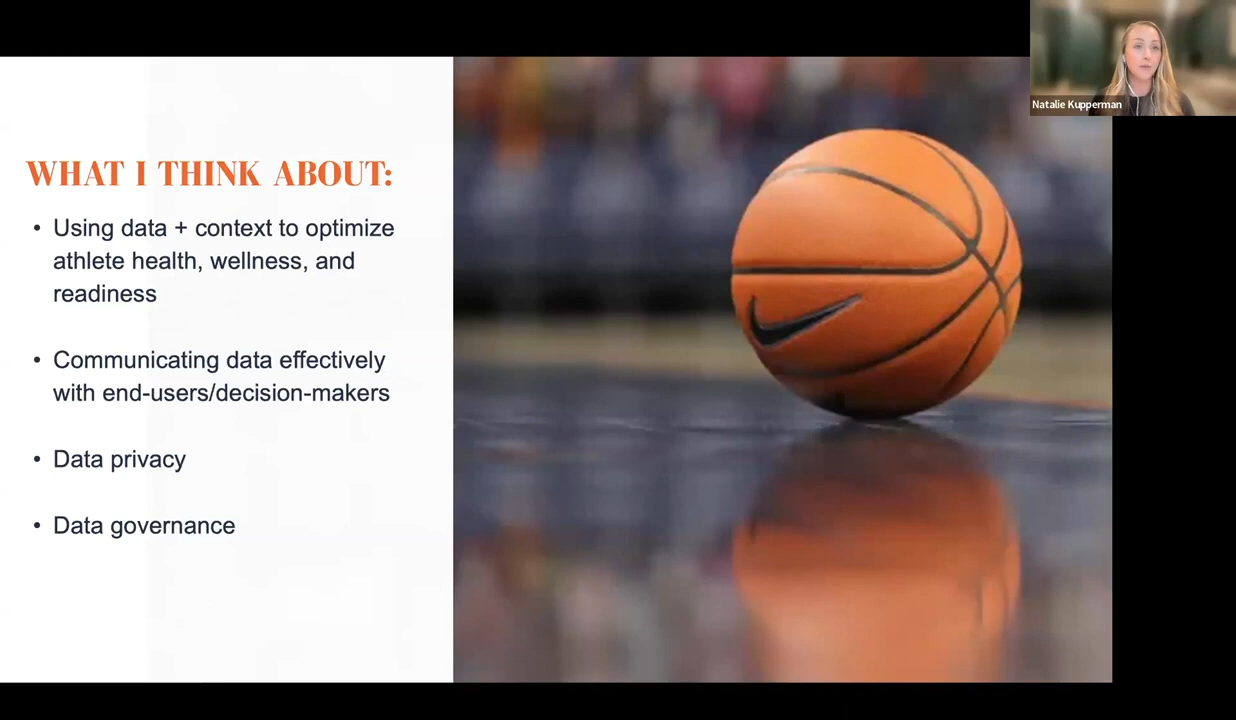 Natalie Kupperman
WHAT I THINK ABOUT:
• Using data + context to optimize
athlete health, wellness, and
readiness
• Communicating data effectively
with end-users/decision-makers
• Data privacy
• Data governance